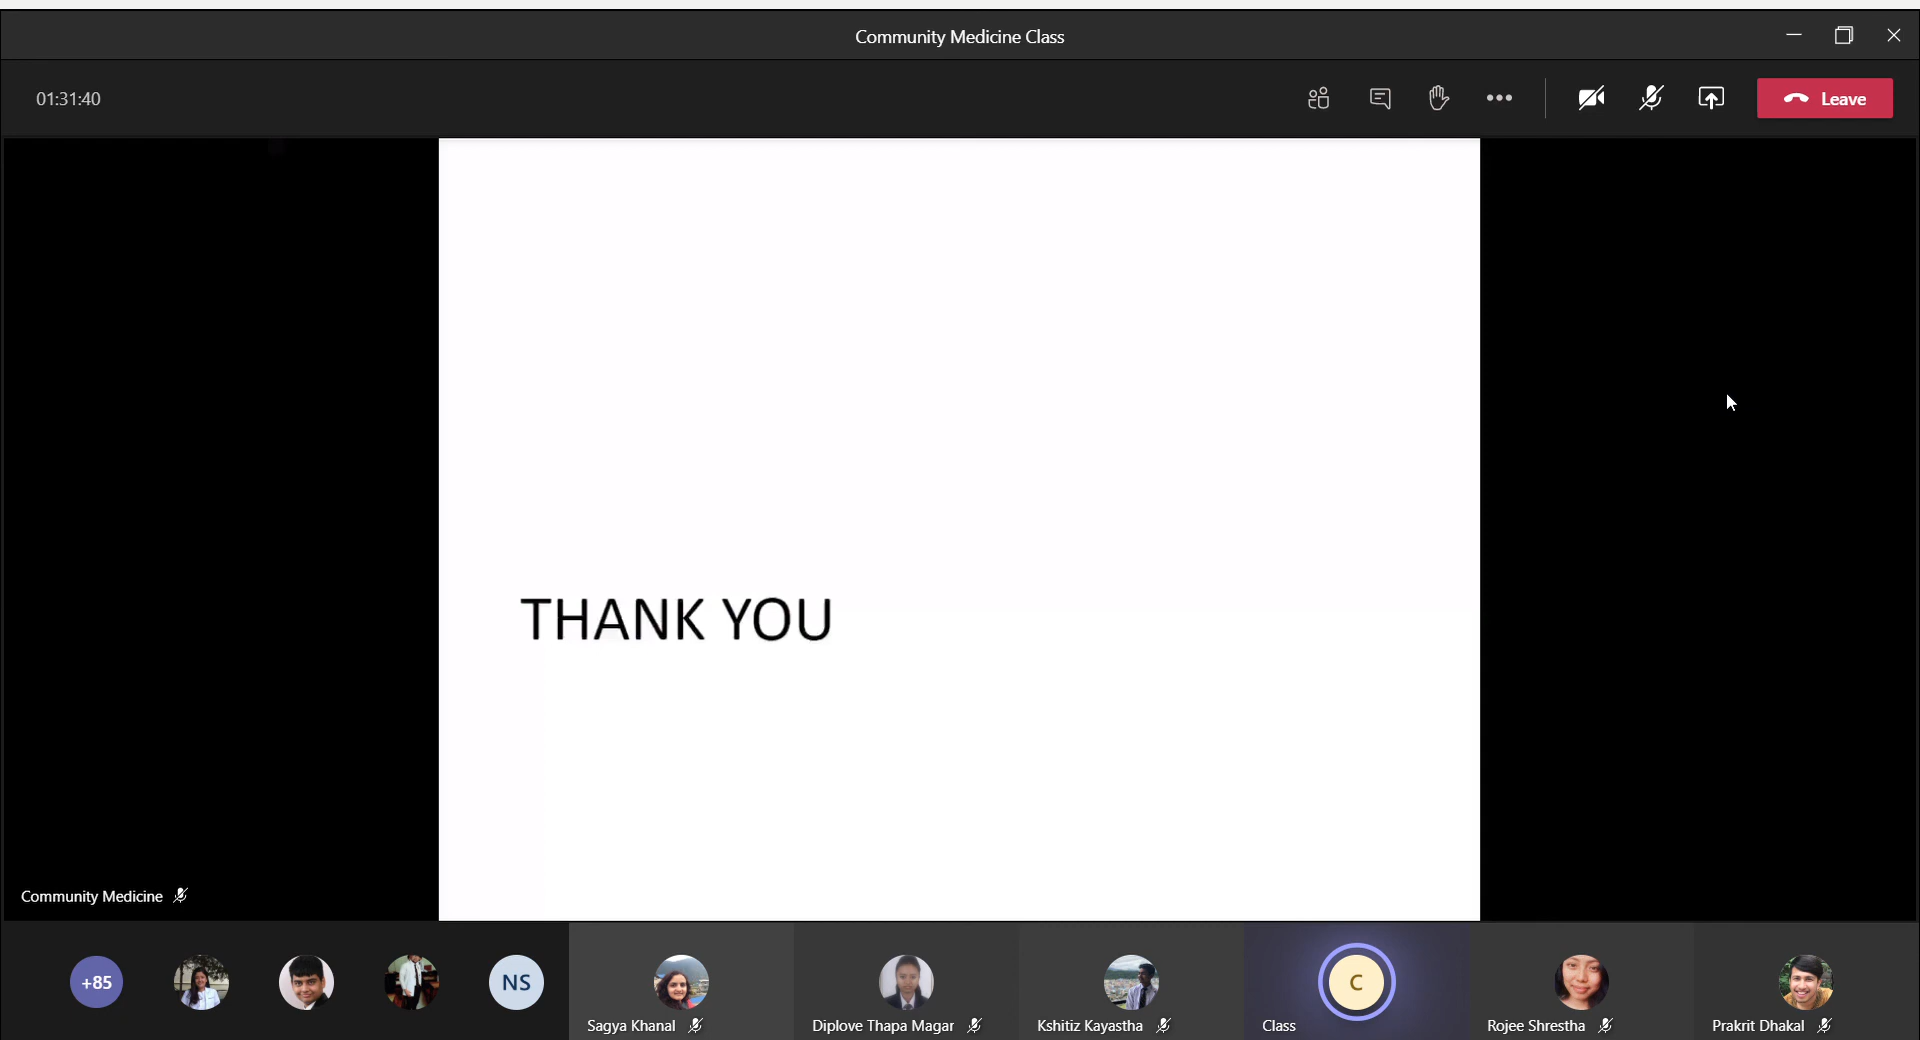 Community Medicine Class
01:31:40
Leave
THANK YOU
Community Medicine
+85
NS
C
Sagya Khanal
Diplove Thapa Magar
Kshitiz Kayastha
Class
Rojee Shrestha
Prakrit Dhakal